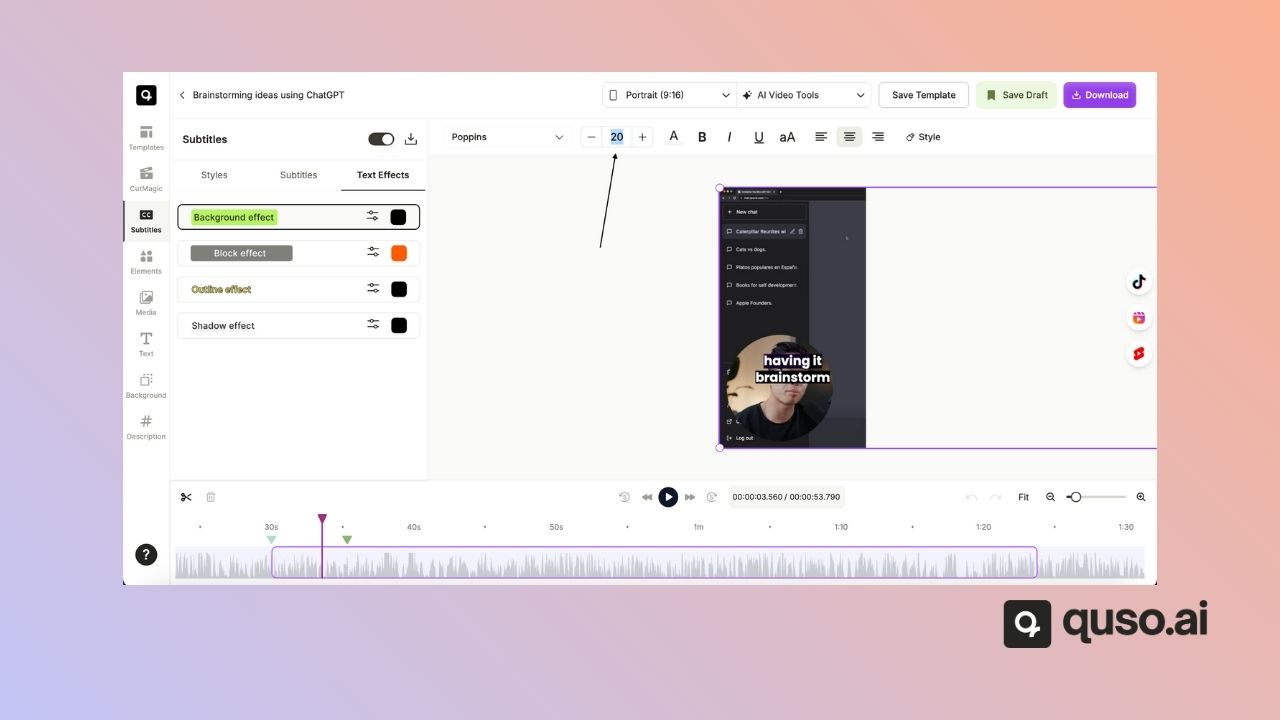 Brainstorming ideas using ChatGPT
Portrait (9:16)
AI Video Tools
Save Template
Save Draft
Download
Templates
CutMagic
CC
Subtitles
Elements
Media
Text
Background
Description
Subtitles
Styles
Subtitles
Text Effects
Background effect
Block effect
Outline effect
Shadow effect
Poppins
20
A
B
I
U
aA
Style
New chat
Caterpillar Reunites wi
Cats vs dogs.
Platos populares en Españ
Books for self developmen
Apple Founders.
having it
brainstorm
Log out
00:00:03.560 / 00:00:53.790
Fit
30s
40s
50s
1m
1:10
1:20
1:30
?
quso.ai